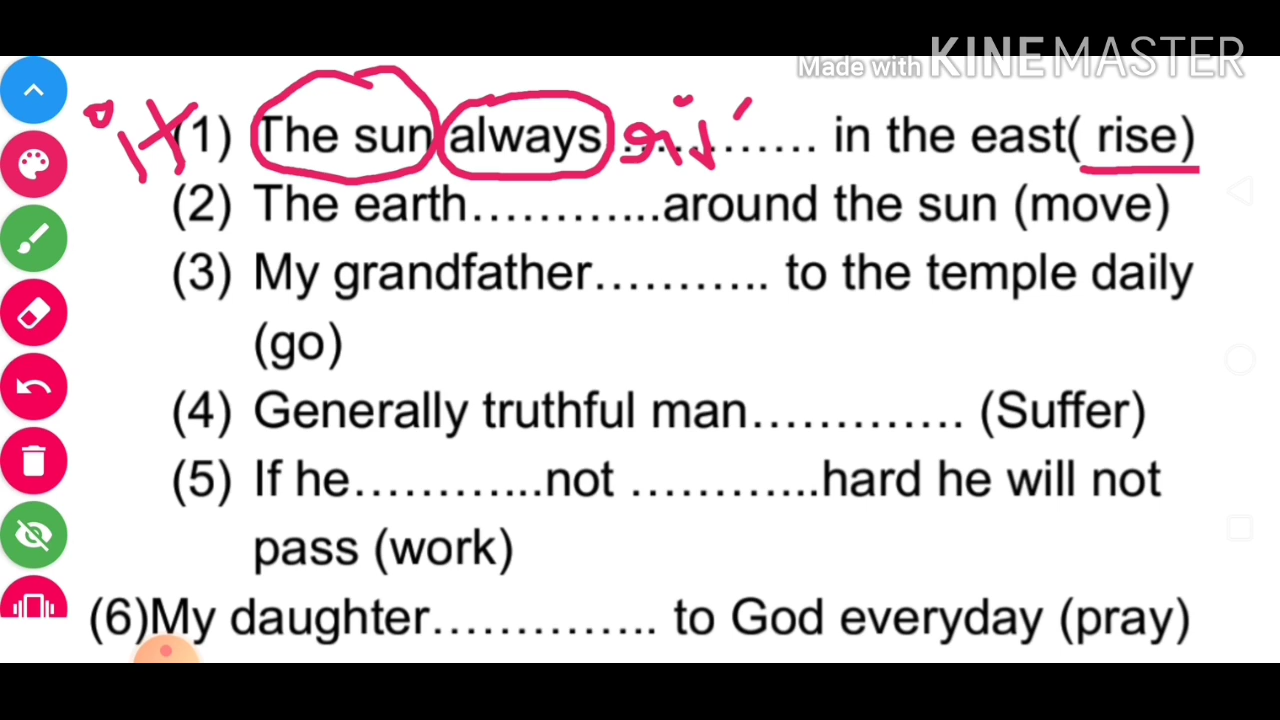 Made with KINEMASTER
it (1) The sun always ............ in the east( rise)
(2) The earth…………...around the sun (move)
(3) My grandfather……….. to the temple daily
(go)
(4) Generally truthful man…………. (Suffer)
(5) If he………...not ………...hard he will not
pass (work)
(6)My daughter………….. to God everyday (pray)